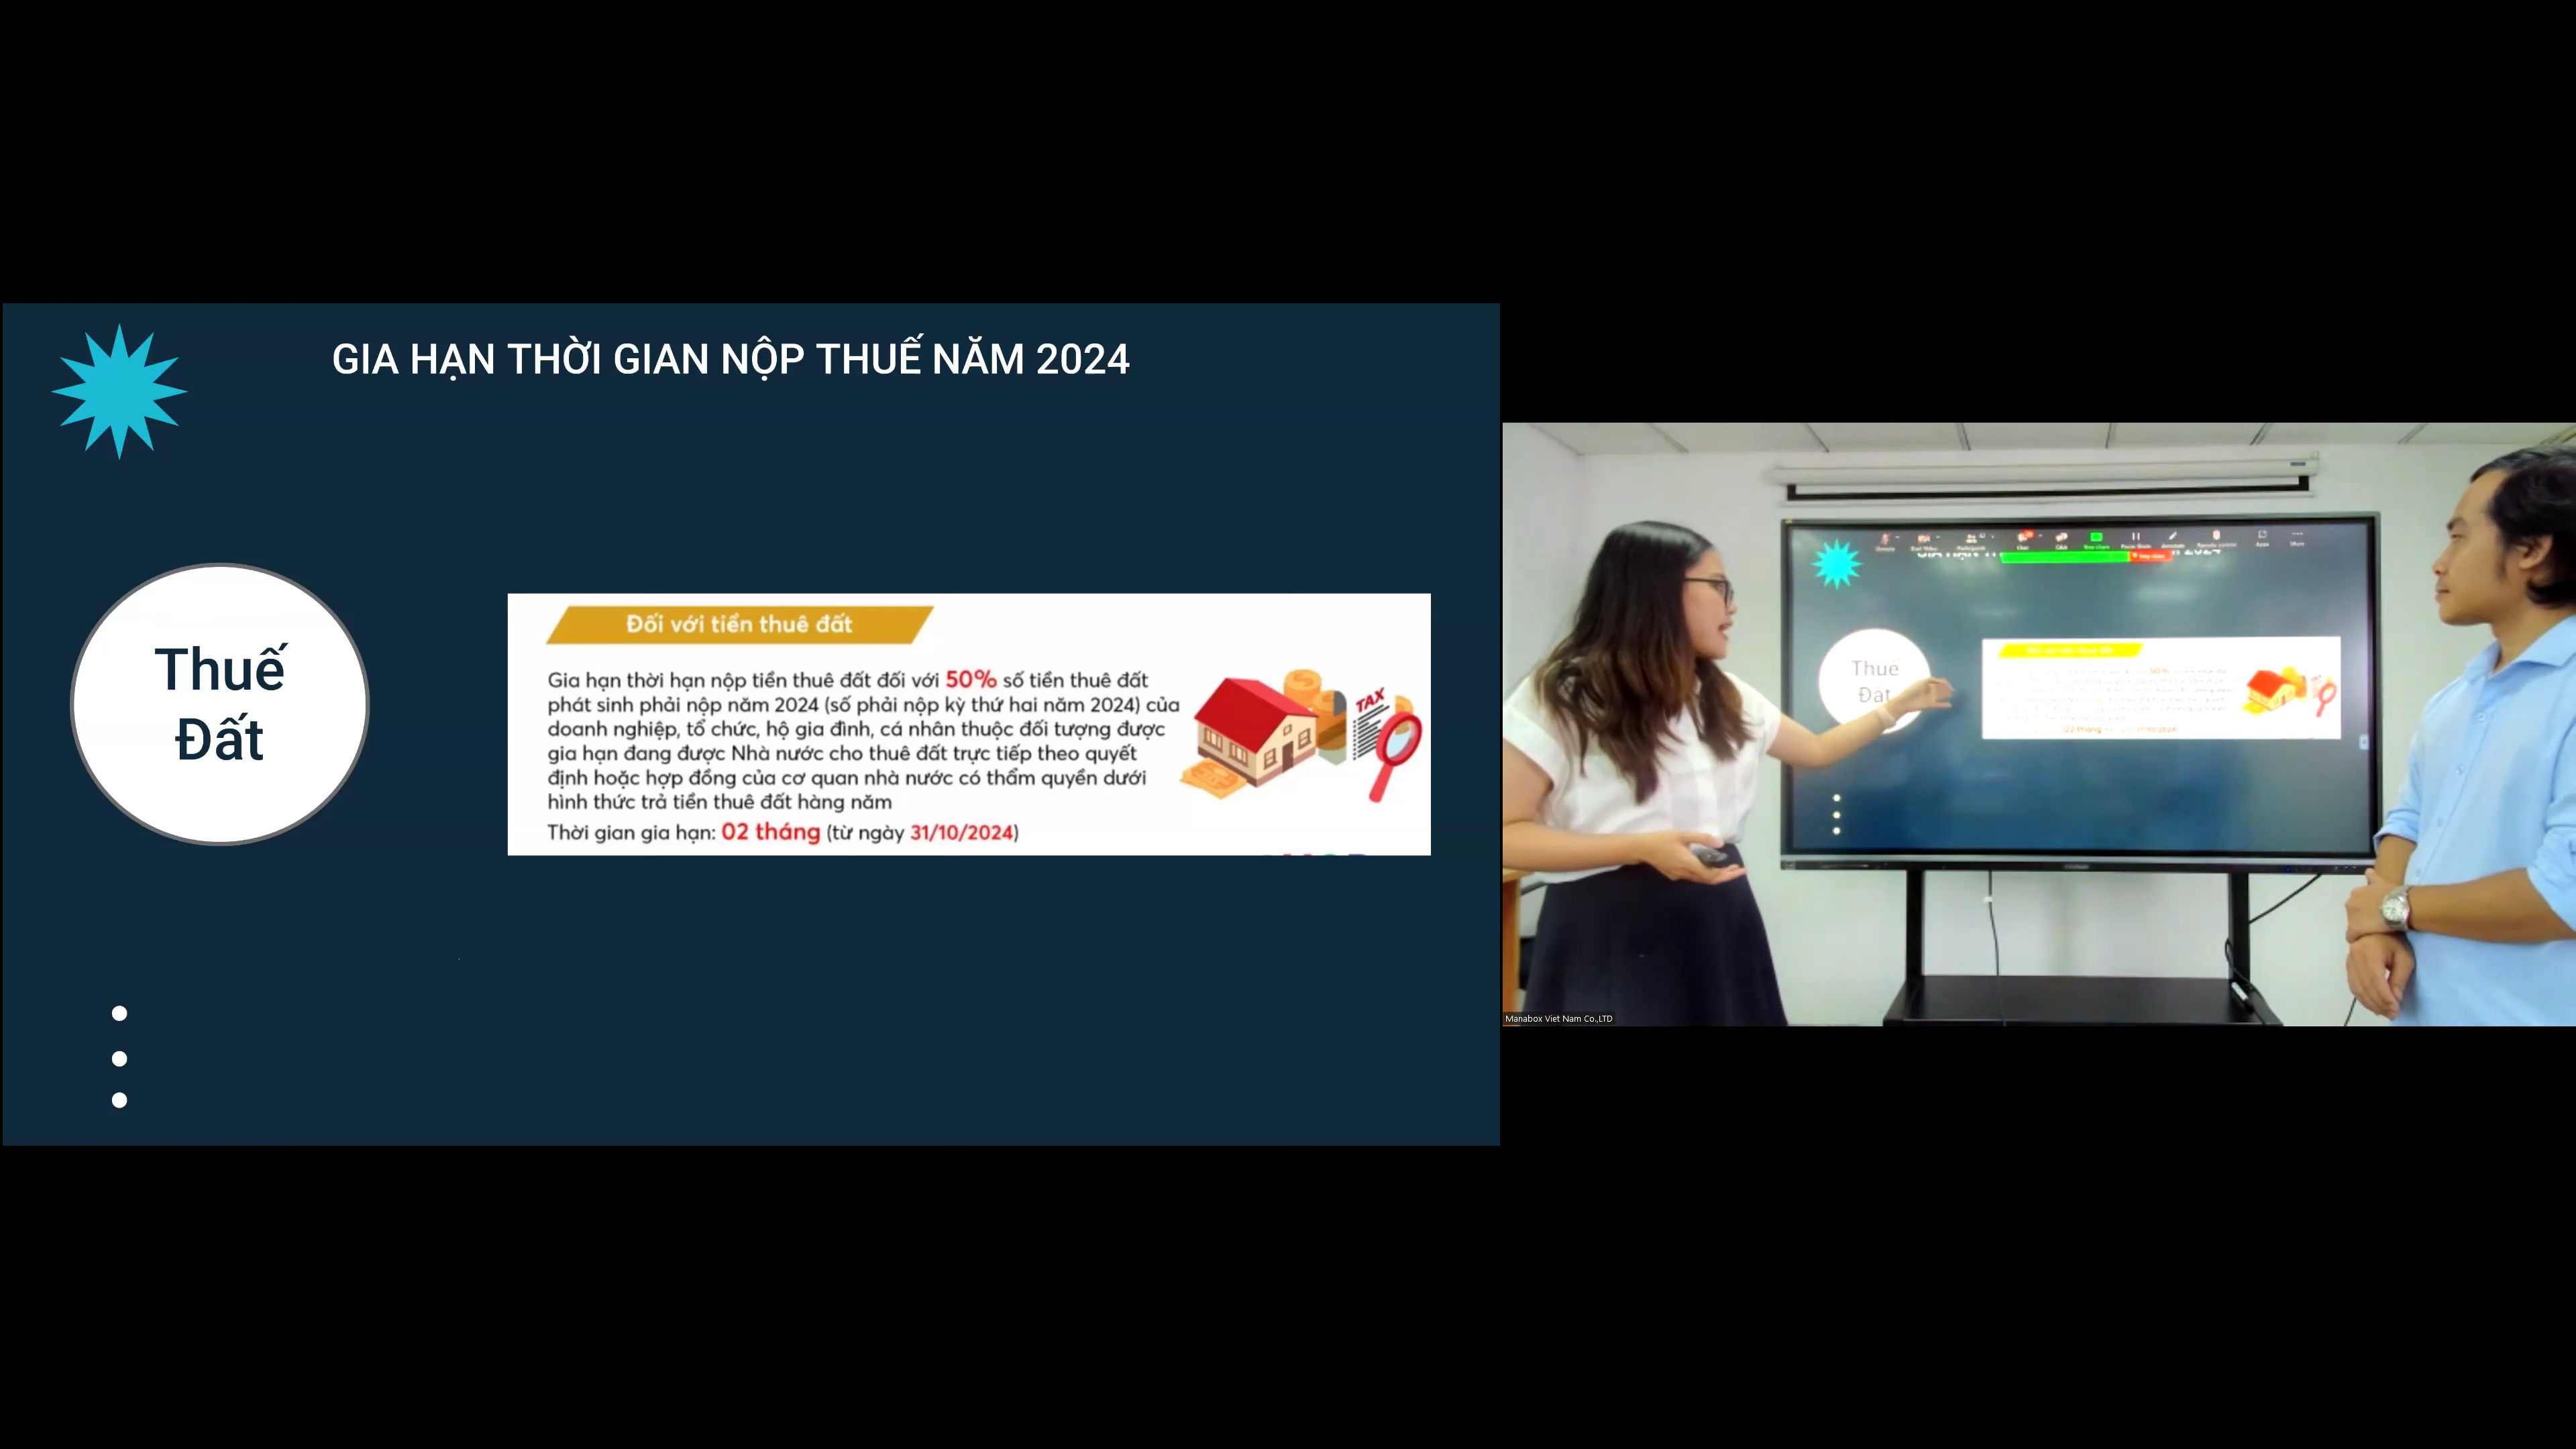 GIA HẠN THỜI GIAN NỘP THUẾ NĂM 2024
Thuế
Đất
Đối với tiền thuê đất
Gia hạn thời hạn nộp tiền thuê đất đối với 50% số tiền thuê đất
phát sinh phải nộp năm 2024 (số phải nộp kỳ thứ hai năm 2024) của
doanh nghiệp, tổ chức, hộ gia đình, cá nhân thuộc đối tượng được
gia hạn đang được Nhà nước cho thuê đất trực tiếp theo quyết
định hoặc hợp đồng của cơ quan nhà nước có thẩm quyền dưới
hình thức trả tiền thuê đất hàng năm
Thời gian gia hạn: 02 tháng (từ ngày 31/10/2024)
TAX
Thuế
Đất
50%
02 tháng
Manabox Viet Nam Co.,LTD